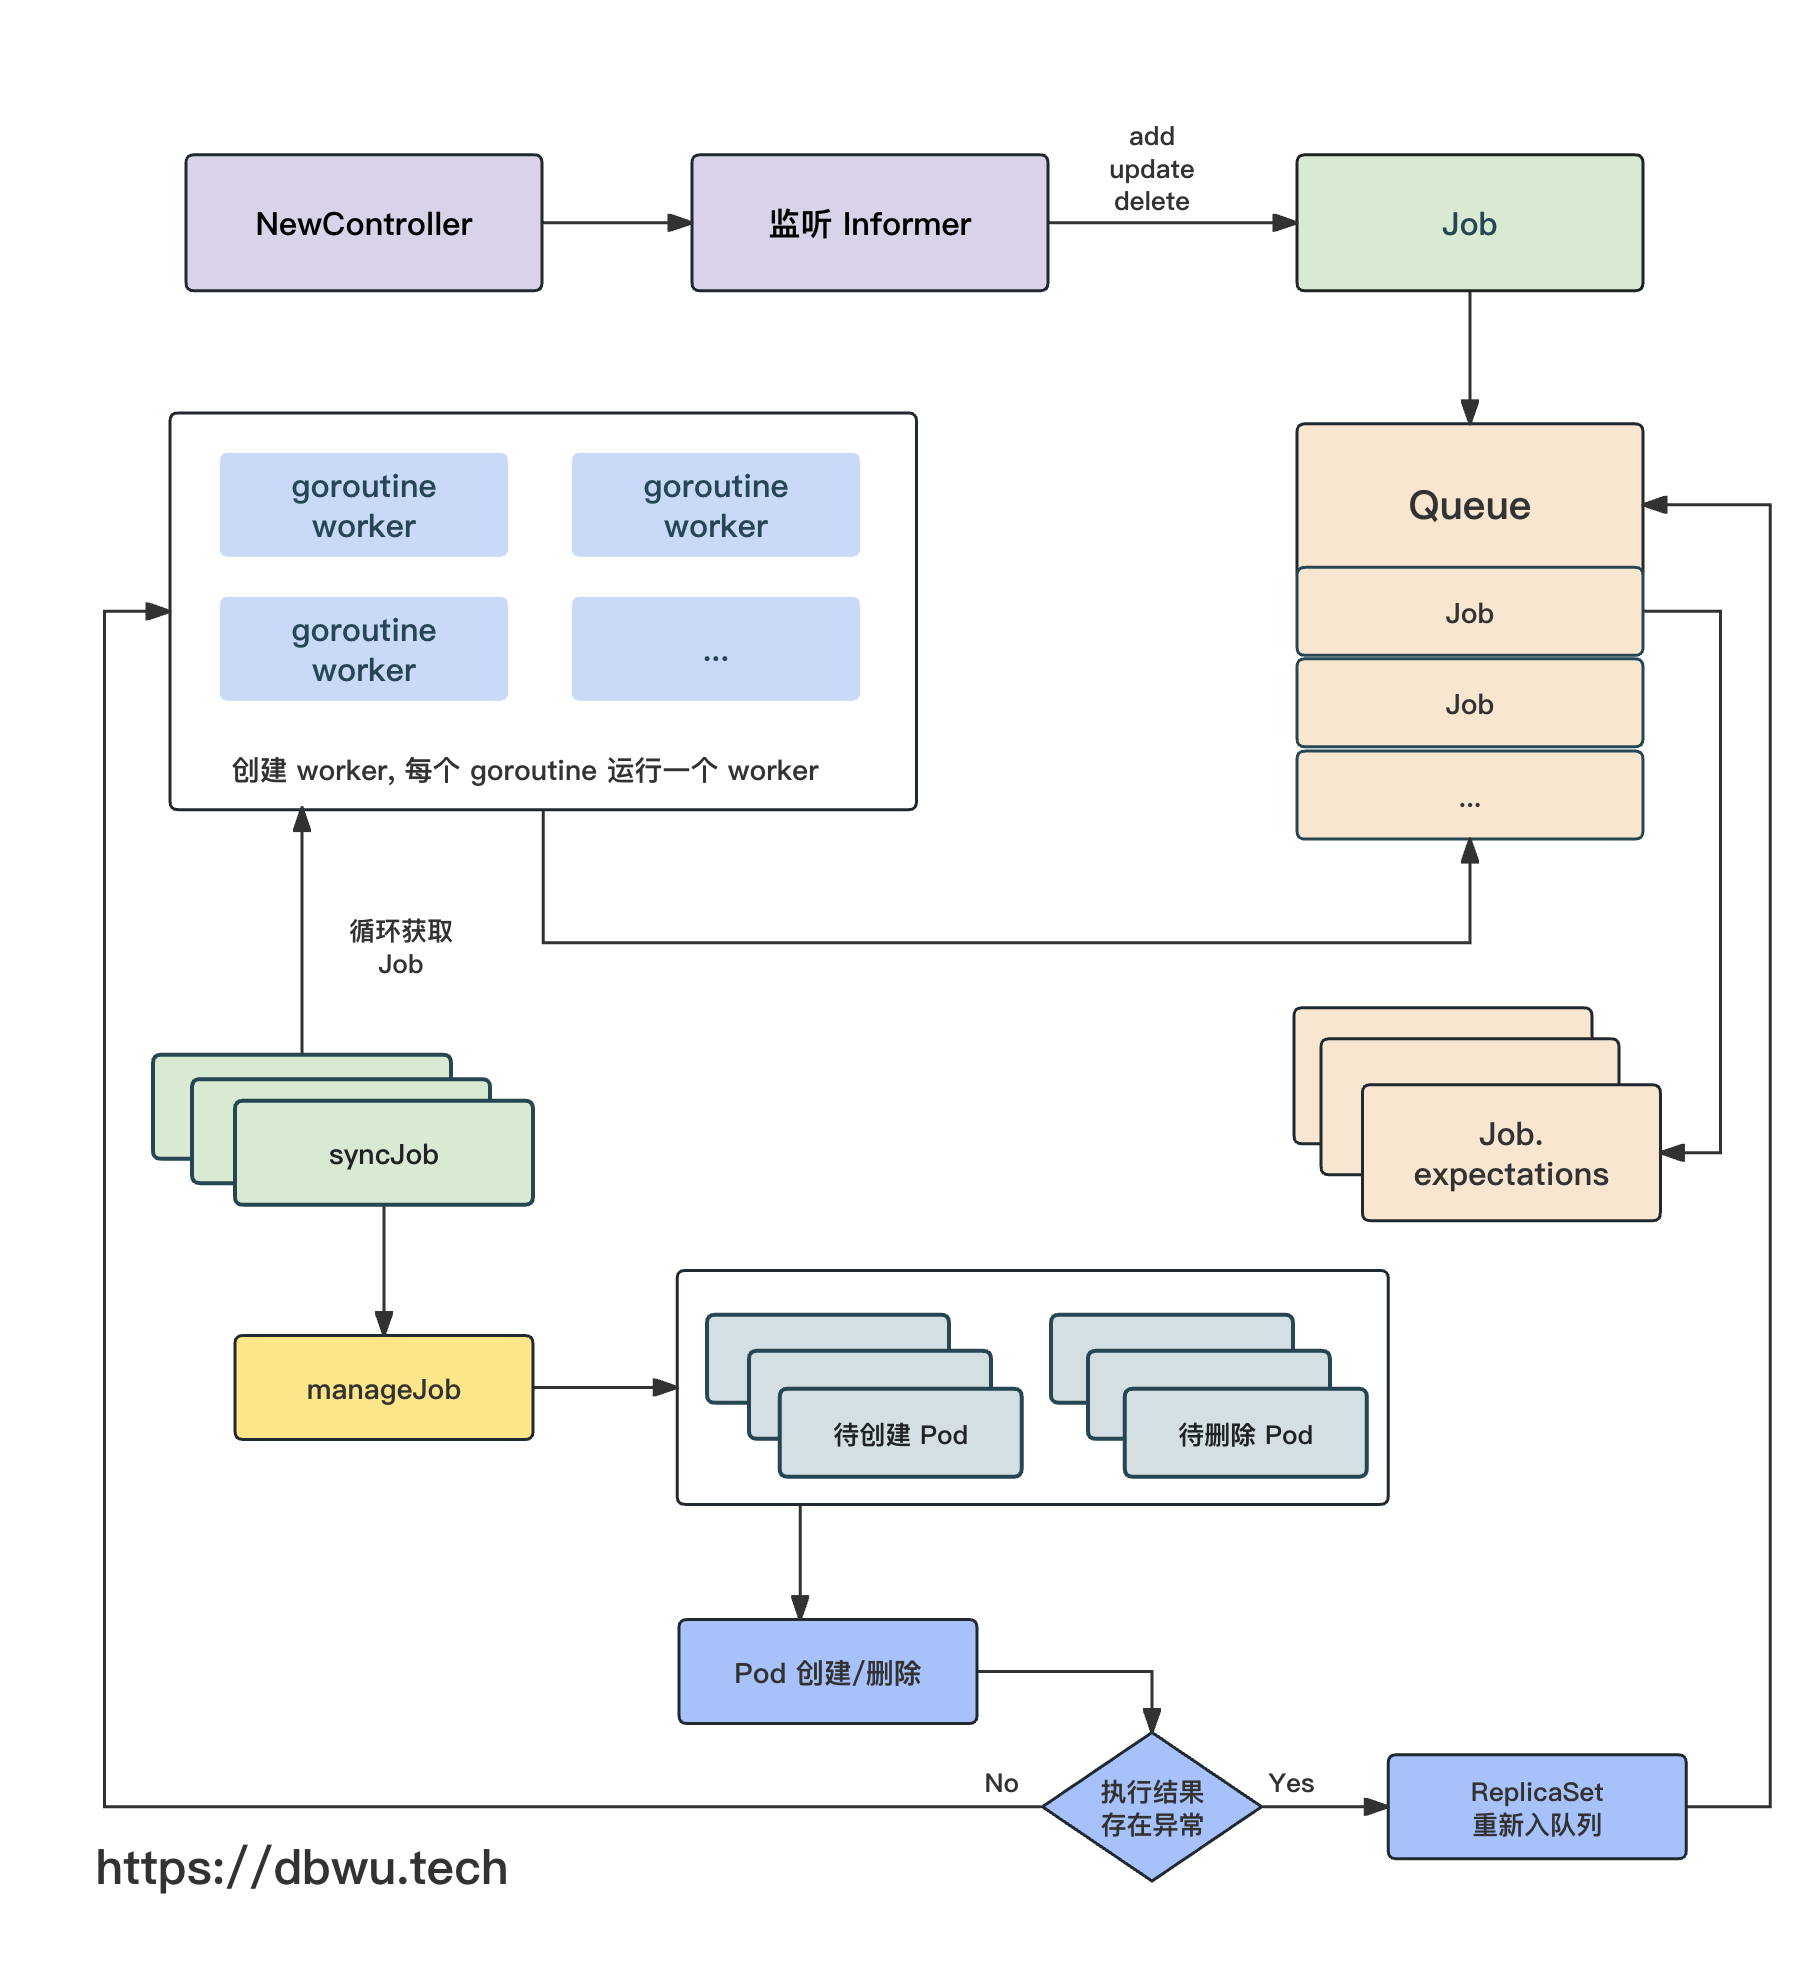 add
update
delete
NewController
监听 Informer
Job
goroutine
worker
goroutine
worker
goroutine
worker
...
创建 worker, 每个 goroutine 运行一个 worker
Queue
Job
Job
...
循环获取
Job
syncJob
Job.
expectations
manageJob
待创建 Pod
待删除 Pod
Pod 创建/删除
No
执行结果
存在异常
Yes
ReplicaSet
重新入队列
https://dbwu.tech